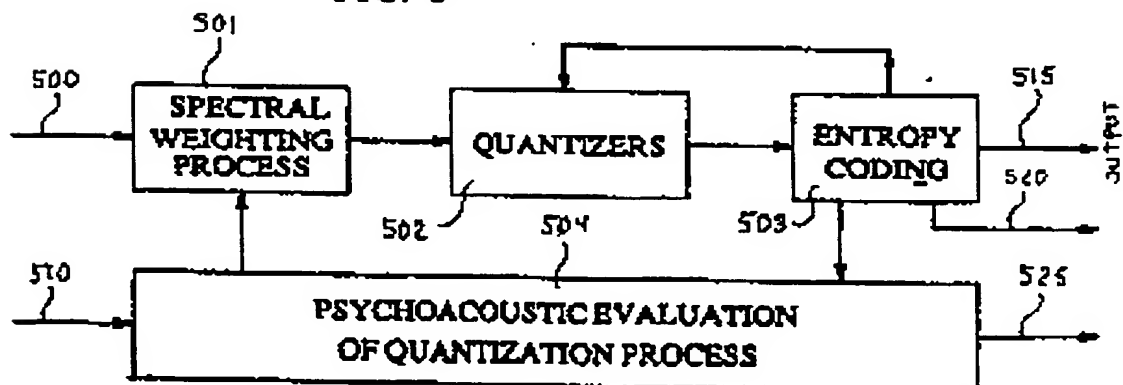 501
500
SPECTRAL
WEIGHTING
PROCESS
QUANTIZERS
502
ENTROPY
CODING
503
515
OUTPUT
520
504
510
PSYCHOACOUSTIC EVALUATION
OF QUANTIZATION PROCESS
525